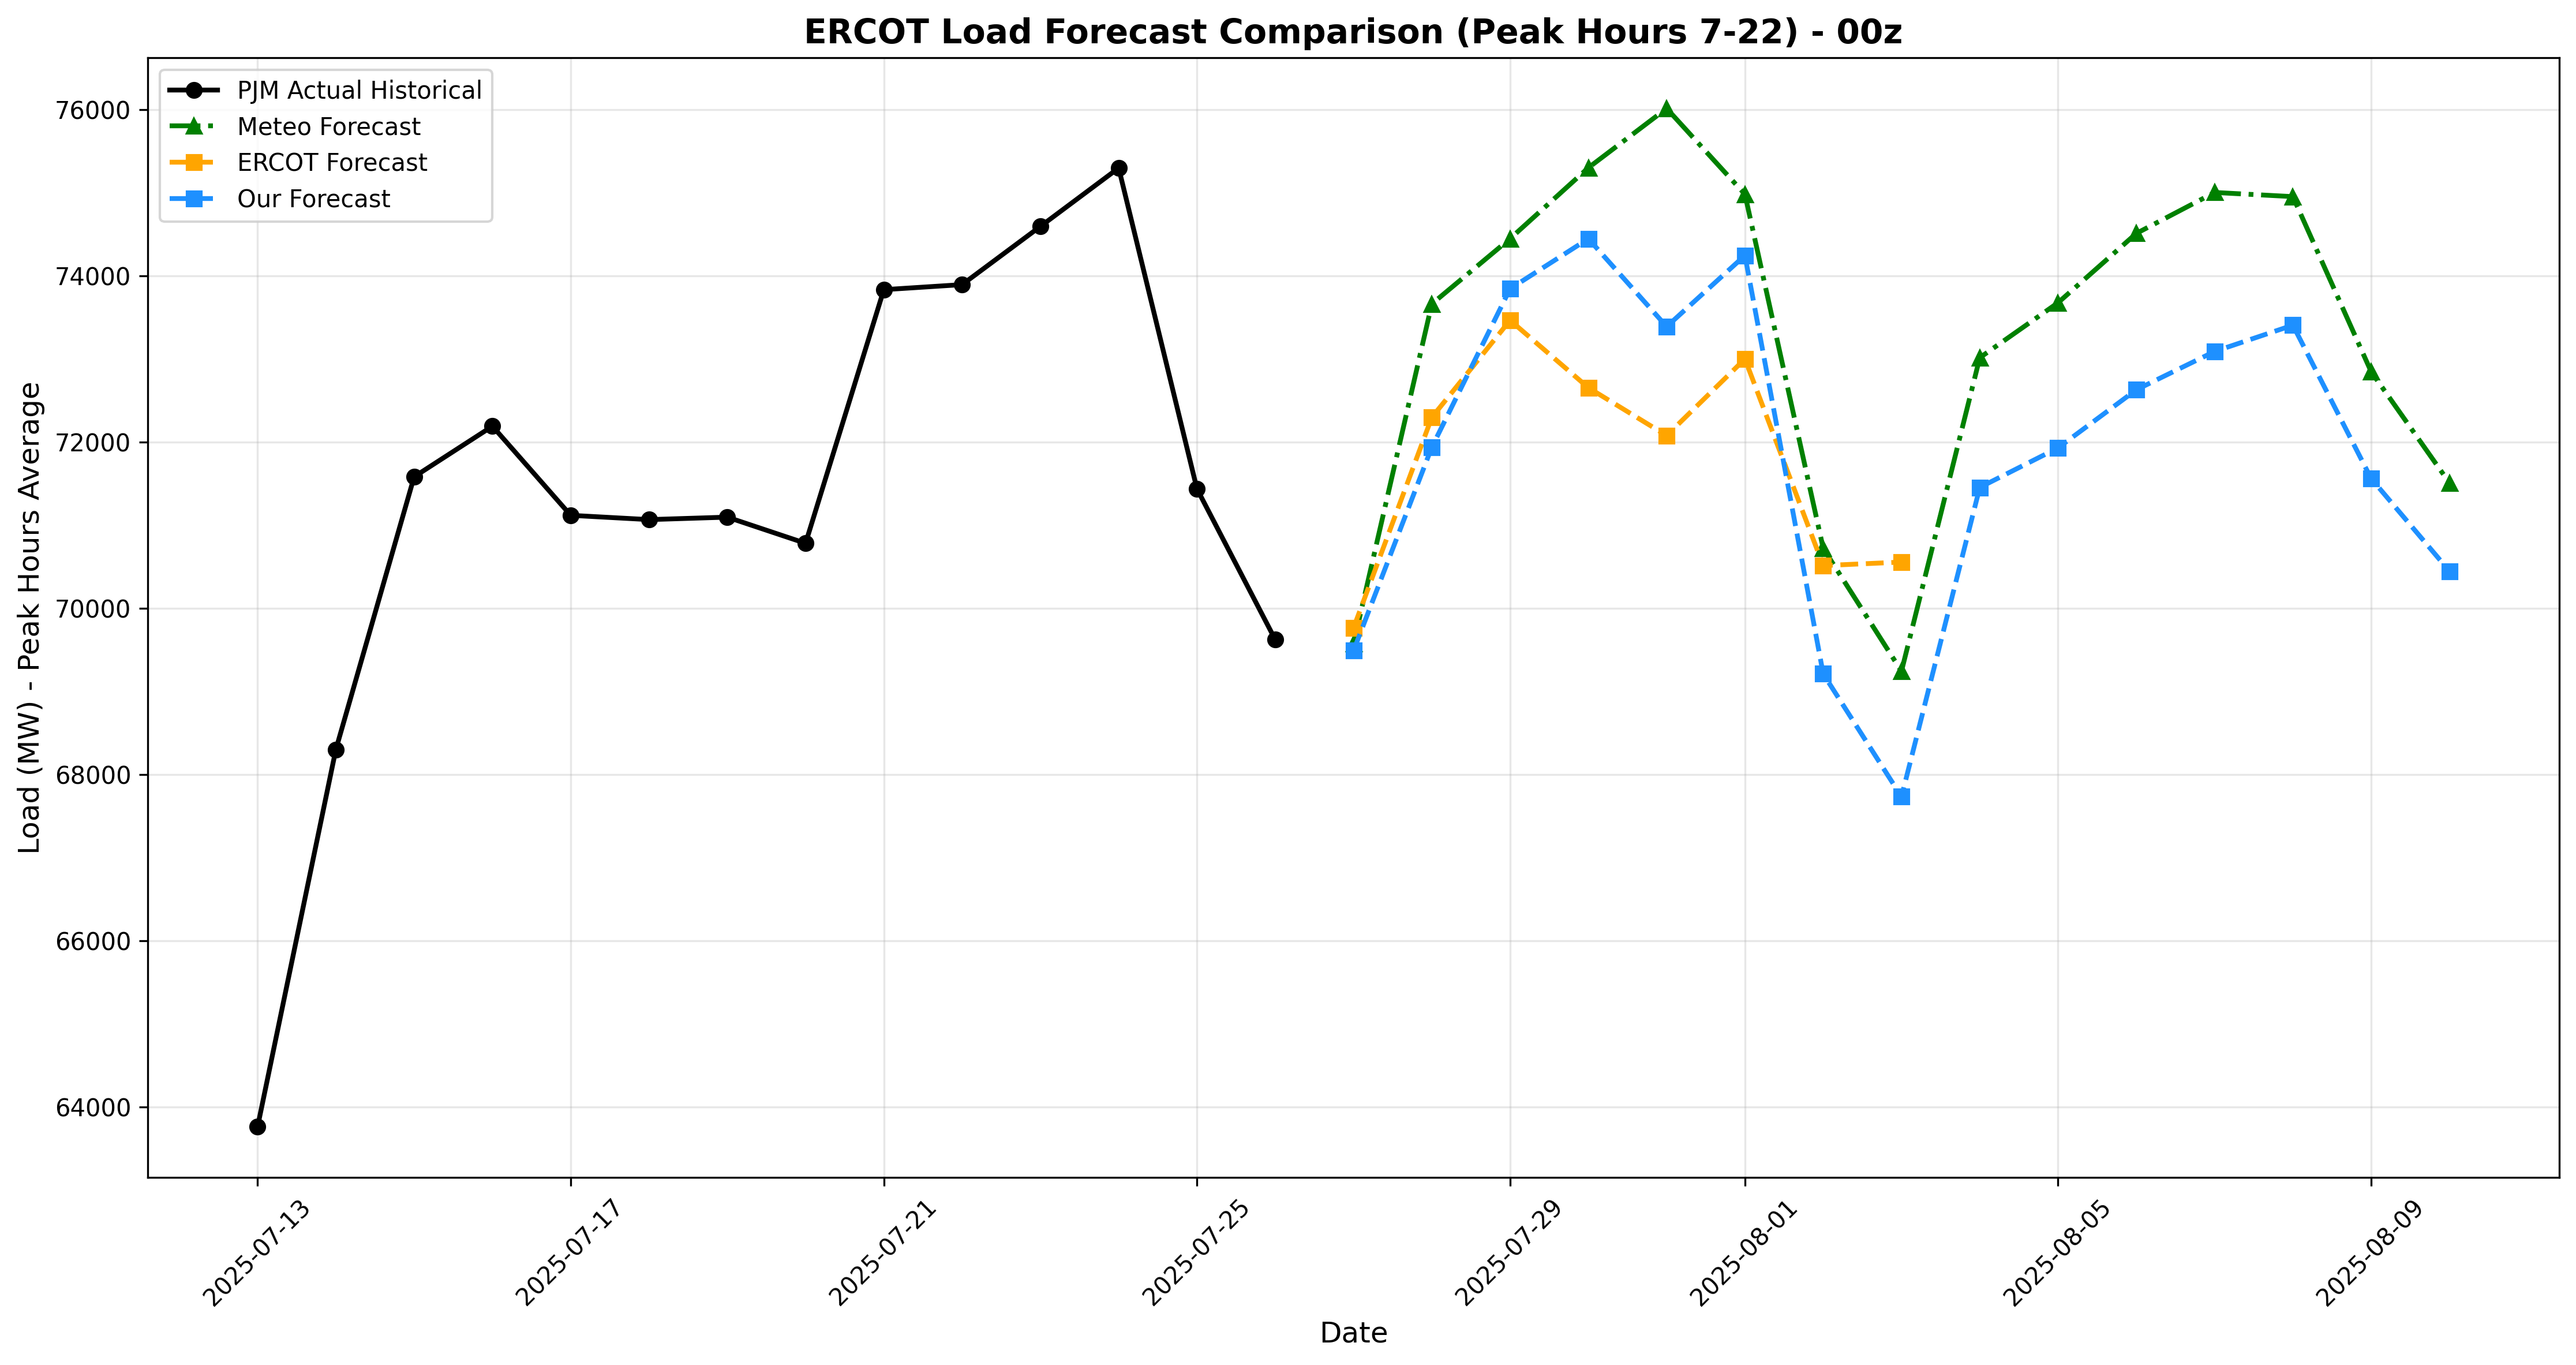 ERCOT Load Forecast Comparison (Peak Hours 7-22) - 00z
PJM Actual Historical
Meteo Forecast
ERCOT Forecast
Our Forecast
Load (MW) - Peak Hours Average
76000
74000
72000
70000
68000
66000
64000
2025-07-13
2025-07-17
2025-07-21
2025-07-25
2025-07-29
2025-08-01
2025-08-05
2025-08-09
Date